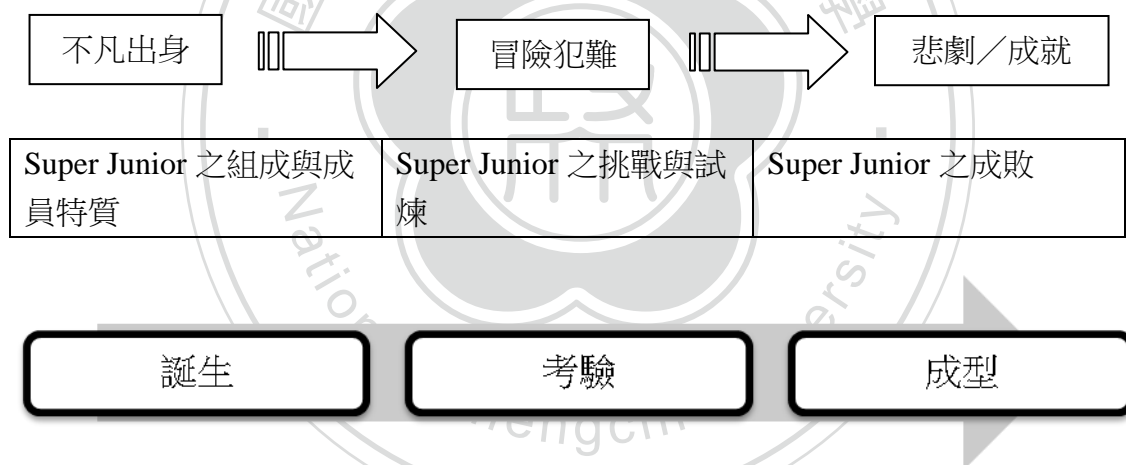 不凡出身
冒險犯難
悲劇／成就
Super Junior 之組成與成
員特質
Super Junior 之挑戰與試
煉
Super Junior 之成敗
誕生
考驗
成型